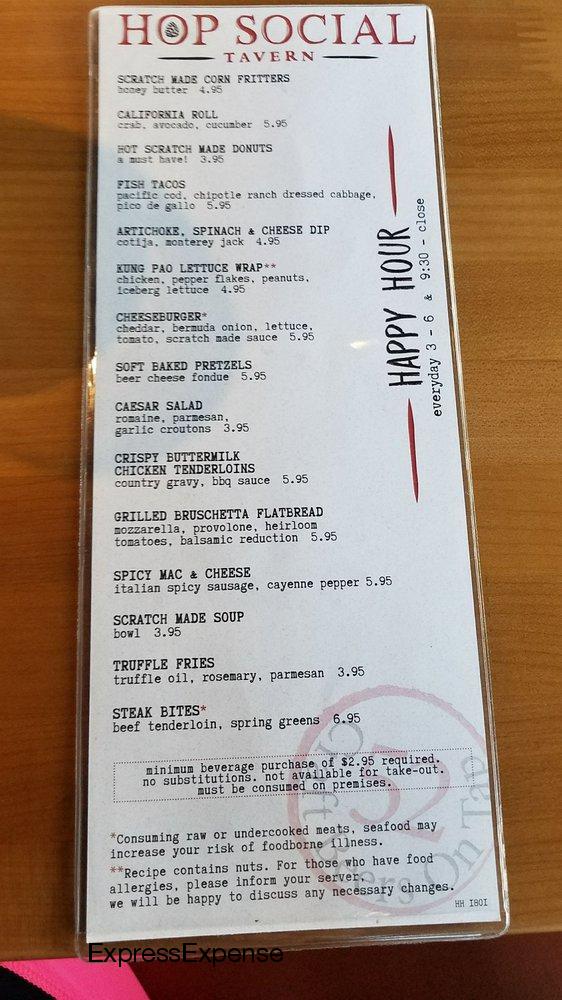 HOP SOCIAL
TAVERN
SCRATCH MADE CORN FRITTERS
honey butter 4.95
CALIFORNIA ROLL
crab, avocado, cucumber 5.95
HOT SCRATCH MADE DONUTS
a must have! 3.95
FISH TACOS
pacific cod, chipotle ranch dressed cabbage,
pico de gallo 5.95
ARTICHOKE, SPINACH & CHEESE DIP
cotija, monterey jack 4.95
KUNG PAO LETTUCE WRAP**
chicken, pepper flakes, peanuts,
iceberg lettuce 4.95
CHEESEBURGER*
cheddar, bermuda onion, lettuce,
tomato, scratch made sauce 5.95
SOFT BAKED PRETZELS
beer cheese fondue 5.95
CAESAR SALAD
romaine, parmesan,
garlic croutons 3.95
CRISPY BUTTERMILK
CHICKEN TENDERLOINS
country gravy, bbq sauce 5.95
GRILLED BRUSCHETTA FLATBREAD
mozzarella, provolone, heirloom
tomatoes, balsamic reduction 5.95
SPICY MAC & CHEESE
italian spicy sausage, cayenne pepper 5.95
SCRATCH MADE SOUP
bowl 3.95
TRUFFLE FRIES
truffle oil, rosemary, parmesan 3.95
STEAK BITES*
beef tenderloin, spring greens 6.95
HAPPY HOUR
everyday 3 - 6 & 9:30 - close
minimum beverage purchase of $2.95 required.
no substitutions. not available for take-out.
must be consumed on premises.
52
Craft Beers On Tap
*Consuming raw or undercooked meats, seafood may
increase your risk of foodborne illness.
**Recipe contains nuts. For those who have food
allergies, please inform your server,
we will be happy to discuss any necessary changes.
HH 1801
ExpressExpense